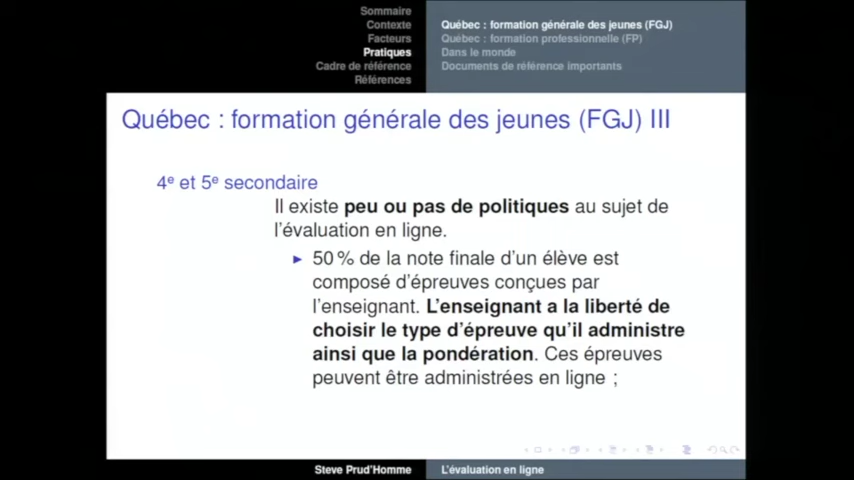 Sommaire
Contexte
Facteurs
Pratiques
Cadre de référence
Références
Québec : formation générale des jeunes (FGJ)
Québec : formation professionnelle (FP)
Dans le monde
Documents de référence importants
Québec : formation générale des jeunes (FGJ) III
4e et 5e secondaire
Il existe peu ou pas de politiques au sujet de
l'évaluation en ligne.
50 % de la note finale d'un élève est
composé d'épreuves conçues par
l'enseignant. L'enseignant a la liberté de
choisir le type d'épreuve qu'il administre
ainsi que la pondération. Ces épreuves
peuvent être administrées en ligne ;
Steve Prud'Homme
L'évaluation en ligne